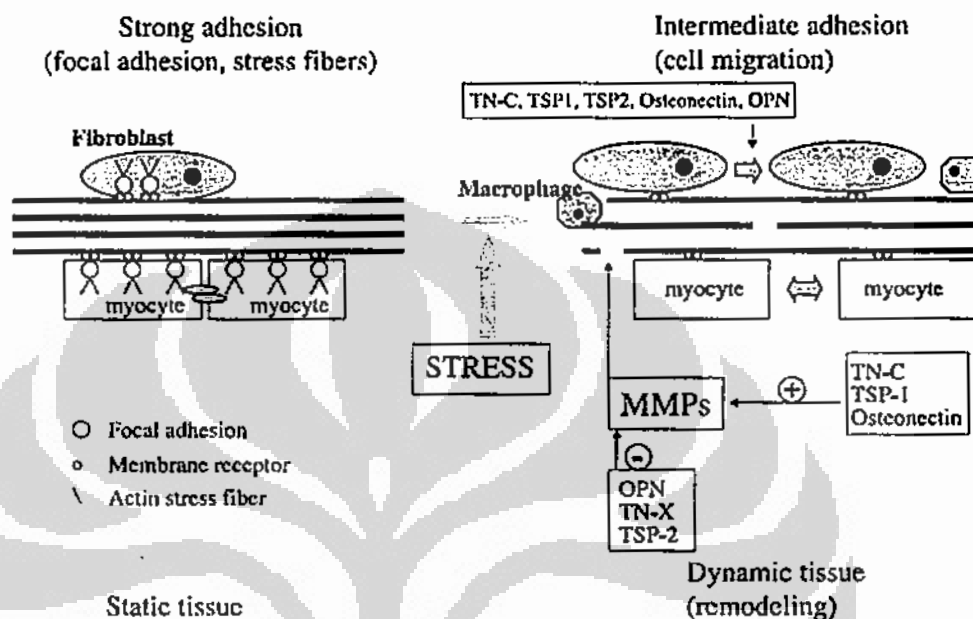 Strong adhesion
(focal adhesion, stress fibers)
Intermediate adhesion
(cell migration)
TN-C, TSP1, TSP2, Osteonectin, OPN
Fibroblast
Macrophage
myocyte
myocyte
myocyte
myocyte
STRESS
MMPs
+
TN-C
TSP-1
Osteonectin
-
OPN
TN-X
TSP-2
Focal adhesion
Membrane receptor
Actin stress fiber
Static tissue
Dynamic tissue
(remodeling)